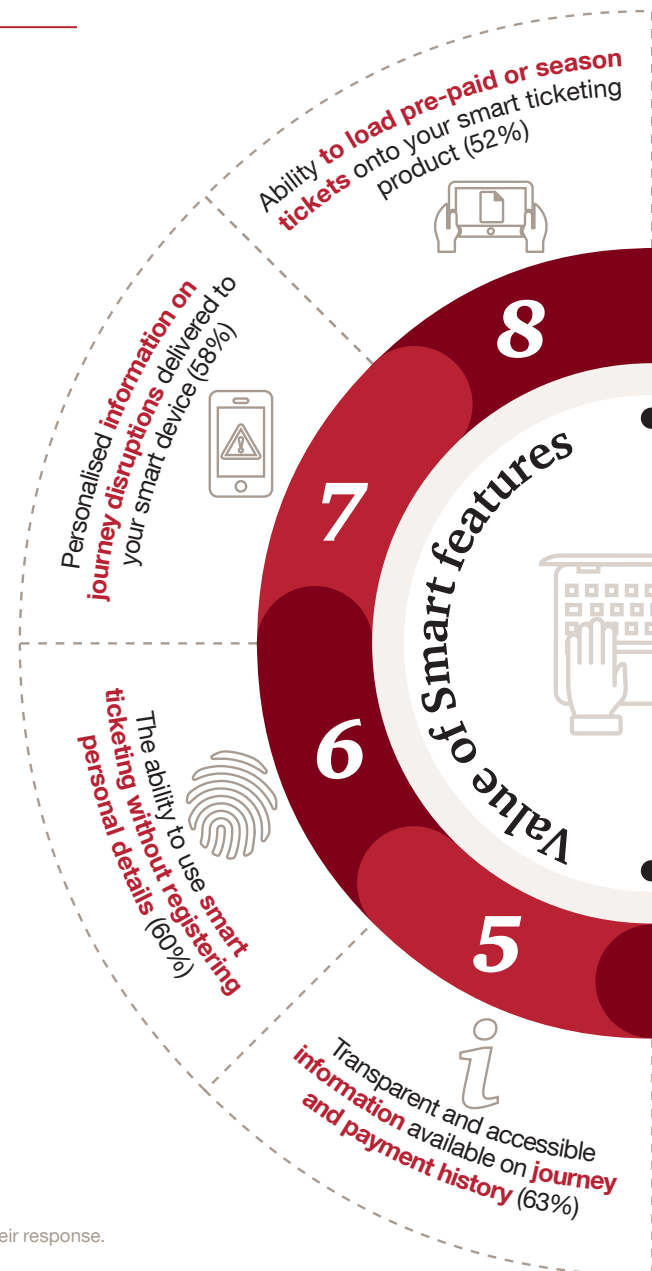 Ability to load pre-paid or season
tickets onto your smart ticketing
product (52%)
8
Personalised information on
journey disruptions delivered to
your smart device (58%)
7
Value of Smart features
6
The ability to use smart
ticketing without registering
personal details (60%)
5
Transparent and accessible
information available on journey
and payment history (63%)
eir response.